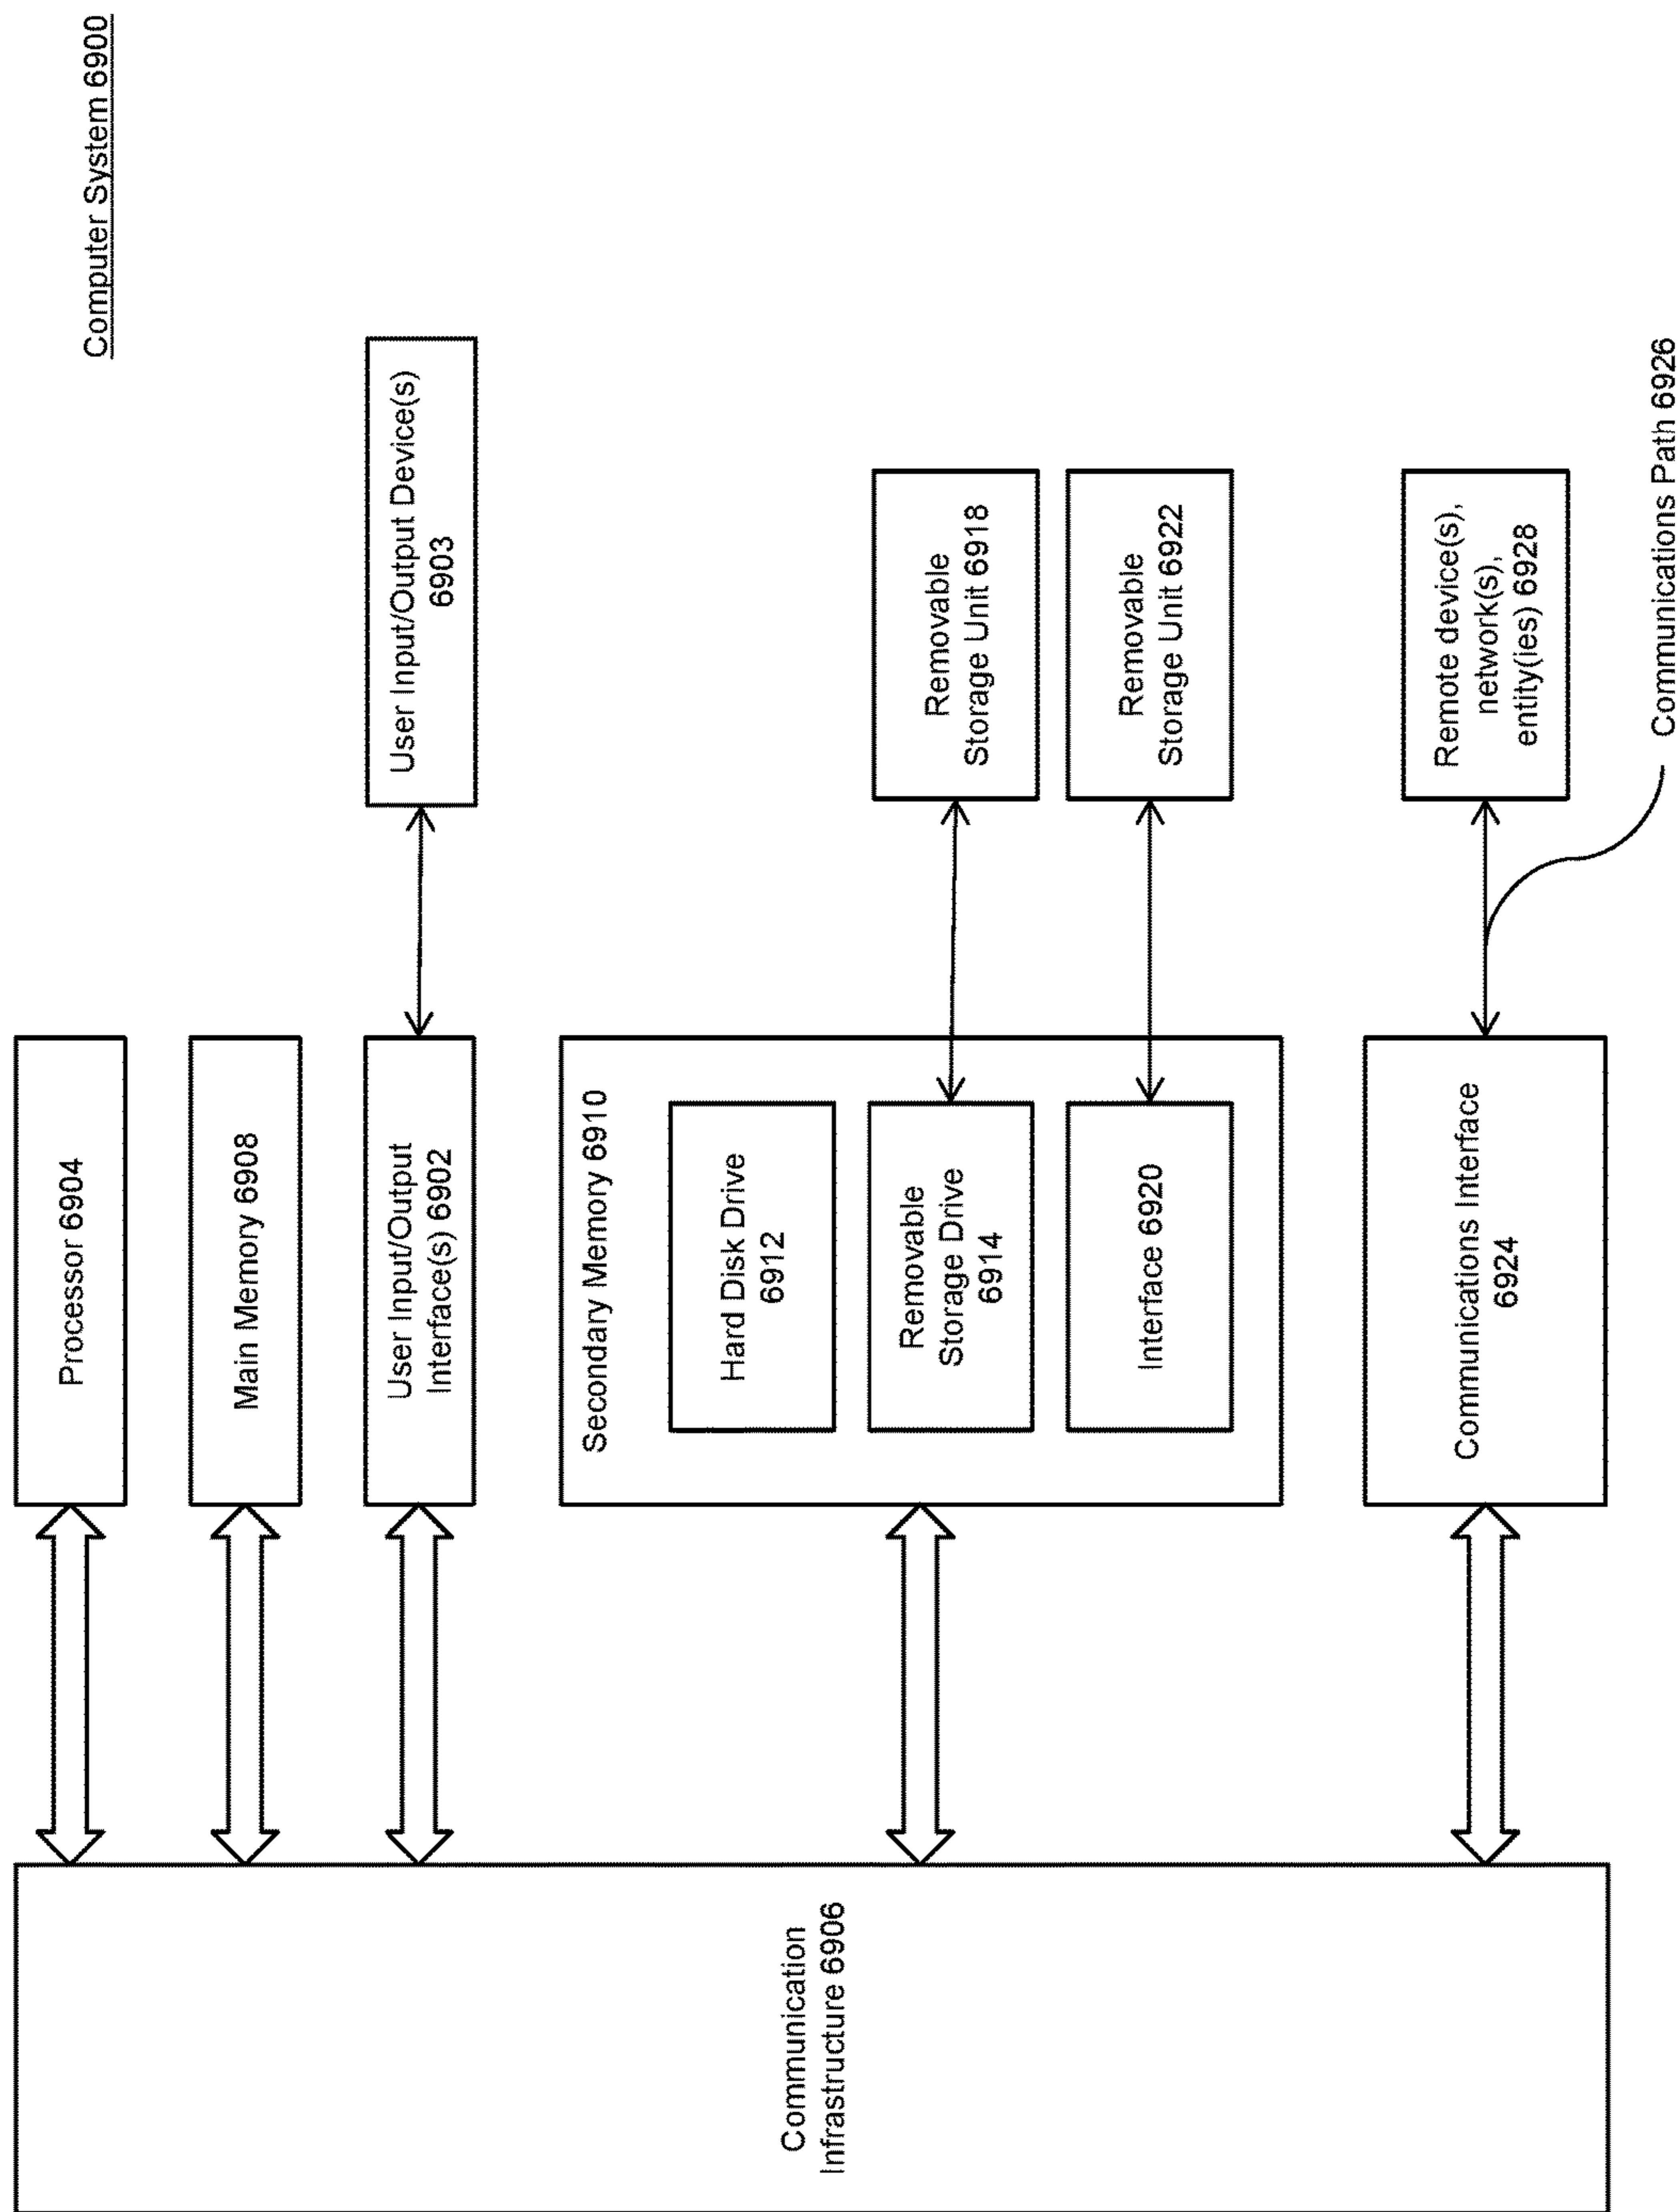 Computer System 6900
Processor 6904
Main Memory 6908
User Input/Output
Interface(s) 6902
User Input/Output Device(s)
6903
Secondary Memory 6910
Hard Disk Drive
6912
Removable
Storage Drive
6914
Removable
Storage Unit 6918
Interface 6920
Removable
Storage Unit 6922
Communications Interface
6924
Remote device(s),
network(s),
entity(ies) 6928
Communications Path 6926
Communication
Infrastructure 6906